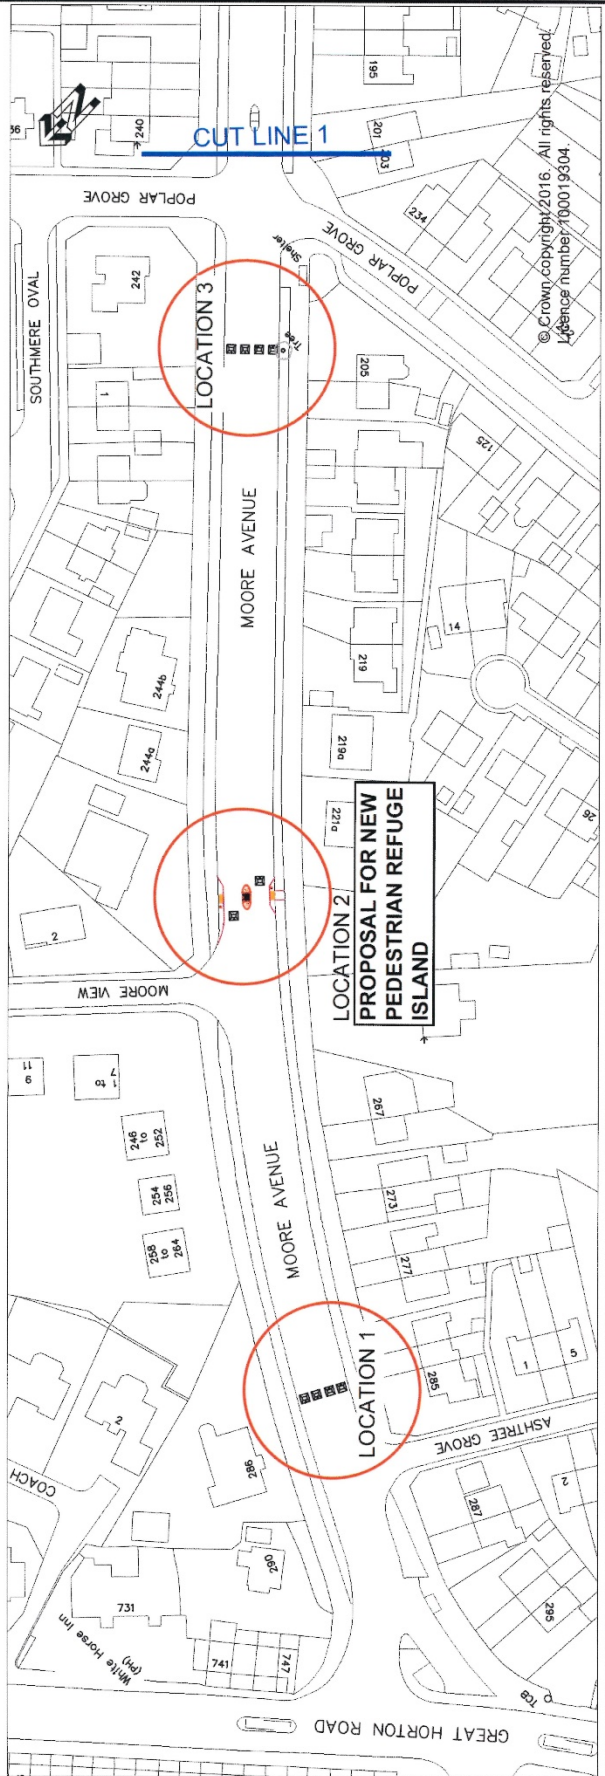 36
240
195
CUT LINE 1
201
203
© Crown copyright 2016. All rights reserved.
Licence number 100019304.
POPLAR GROVE
234
POPLAR GROVE
Shelter
SOUTHMERE OVAL
242
LOCATION 3
Tree
205
1
125
MOORE AVENUE
14
219
244b
244a
219a
221a
26
LOCATION 2
PROPOSAL FOR NEW
PEDESTRIAN REFUGE
ISLAND
2
MOORE VIEW
9
11
1 to
7
246
to
252
254
256
258
to
264
267
273
277
MOORE AVENUE
LOCATION 1
285
1
5
ASHTREE GROVE
2
COACH
286
287
2
290
295
731
White Horse Inn
(PH)
741
747
TCB
GREAT HORTON ROAD